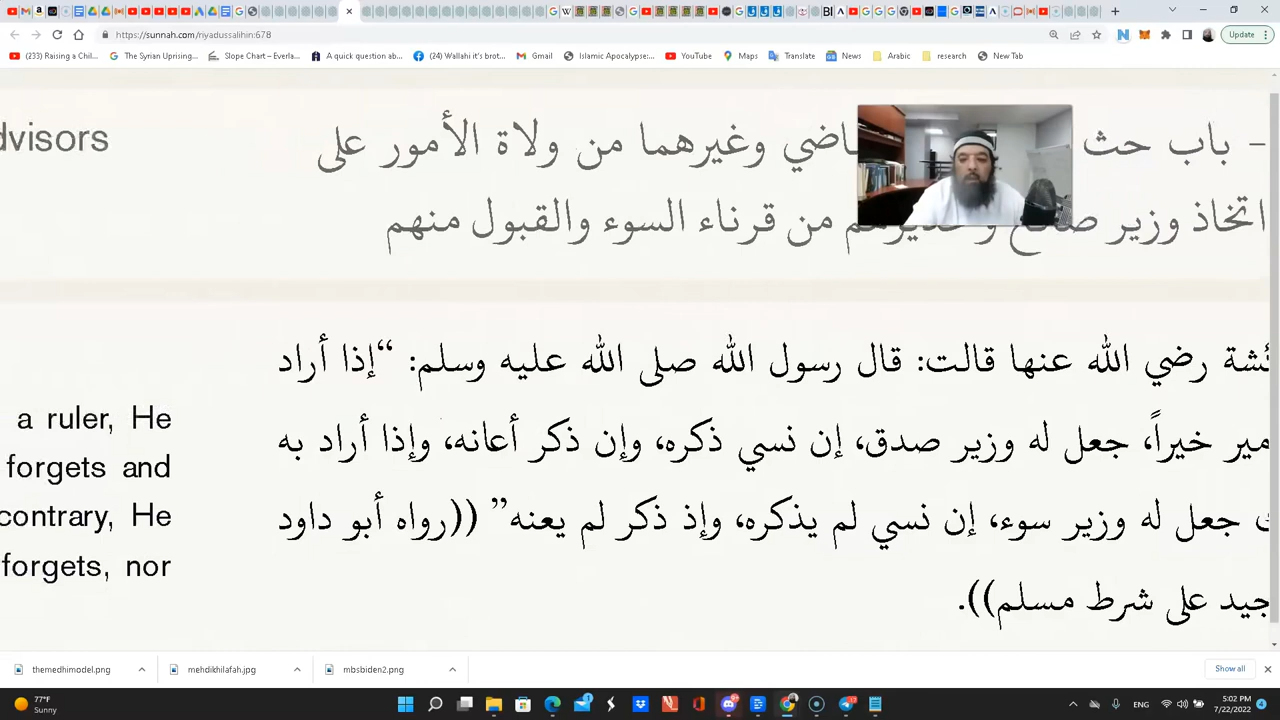 https://sunnah.com/riyadussalihin:678
Update
(233) Raising a Chil...
The Syrian Uprising...
Slope Chart – Everla...
A quick question ab...
(24) Wallahi it's brot...
Gmail
Islamic Apocalypse:...
YouTube
Maps
Translate
News
Arabic
research
New Tab
dvisors
- باب حث اضي وغيرهما من ولاة الأمور على
اتخاذ وزير وتحذيرهم من قرناء السوء والقبول منهم
ئشة رضي الله عنها قالت: قال رسول الله صلى الله عليه وسلم: “إذا أراد
مير خيراً، جعل له وزير صدق، إن نسي ذكره، وإن ذكر أعانه، وإذا أراد به
جعل له وزير سوء، إن نسي لم يذكره، وإذ ذكر لم يعنه” ((رواه أبو داود
جيد على شرط مسلم)).
a ruler, He
forgets and
contrary, He
forgets, nor
themedhimodel.png
mehdikhilafah.jpg
mbsbiden2.png
Show all
77°F
Sunny
ENG
5:02 PM
7/22/2022